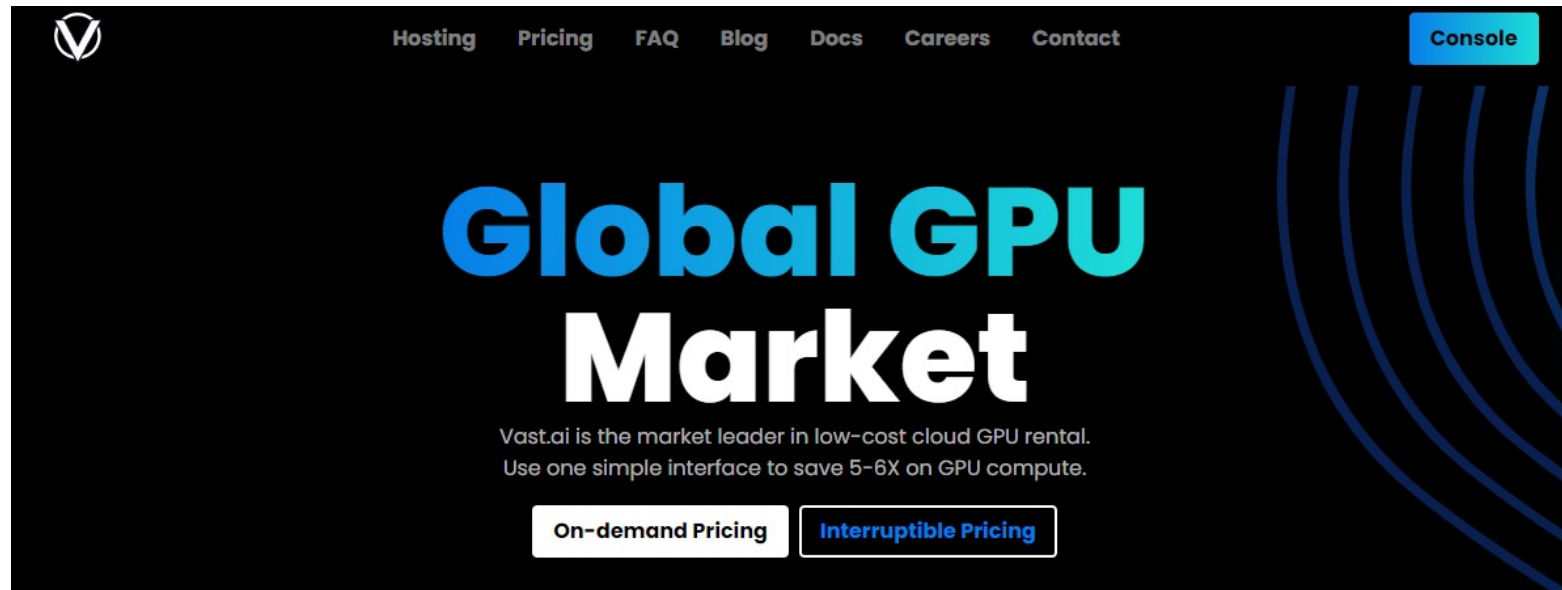 V
Hosting Pricing FAQ Blog Docs Careers Contact Console
Global GPU
Market
Vast.ai is the market leader in low-cost cloud GPU rental.
Use one simple interface to save 5-6X on GPU compute.
On-demand Pricing Interruptible Pricing